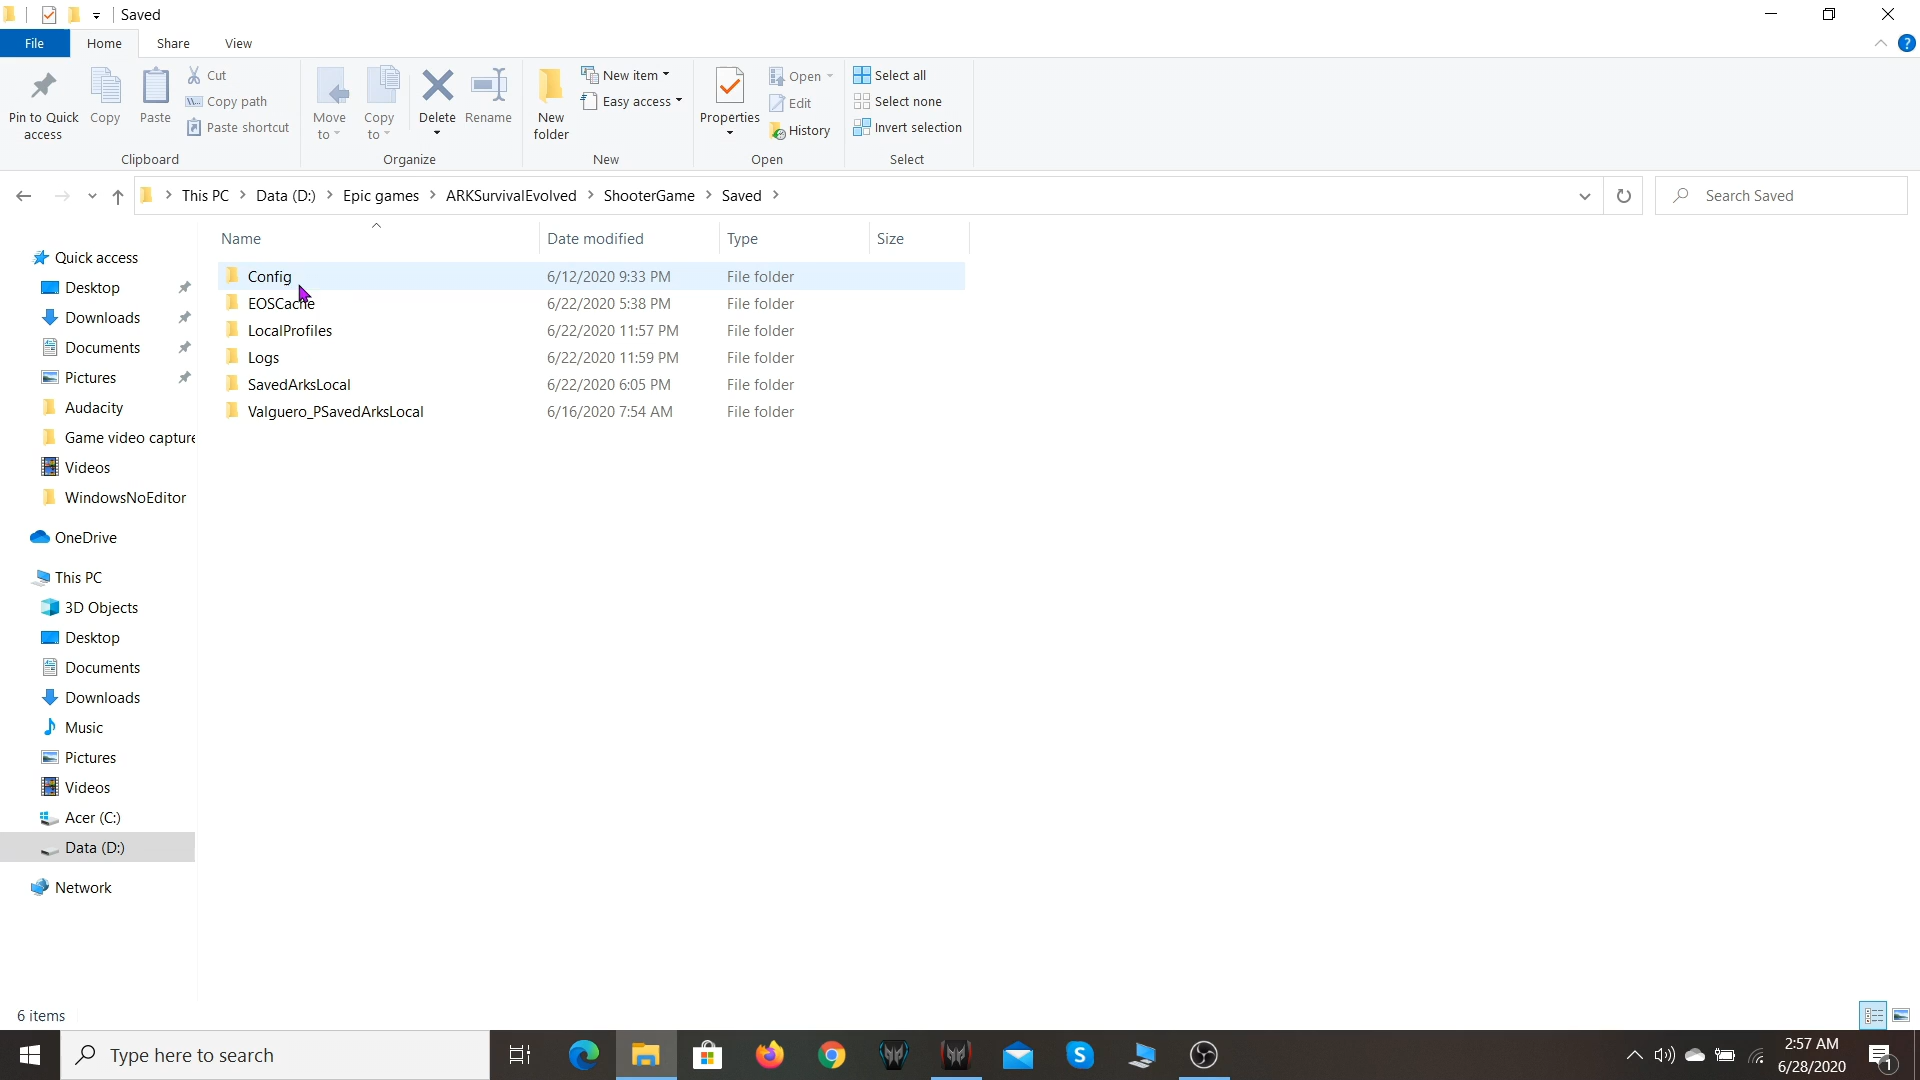 Saved
File Home Share View
Pin to Quick access
Copy
Paste
Cut
Copy path
Paste shortcut
Clipboard
Move to
Copy to
Delete
Rename
Organize
New folder
New item
Easy access
New
Properties
Open
Edit
History
Open
Select all
Select none
Invert selection
Select
This PC > Data (D:) > Epic games > ARKSurvivalEvolved > ShooterGame > Saved >
Search Saved
Name Date modified Type Size
Config 6/12/2020 9:33 PM File folder
EOSCache 6/22/2020 5:38 PM File folder
LocalProfiles 6/22/2020 11:57 PM File folder
Logs 6/22/2020 11:59 PM File folder
SavedArksLocal 6/22/2020 6:05 PM File folder
Valguero_PSavedArksLocal 6/16/2020 7:54 AM File folder
Quick access
Desktop
Downloads
Documents
Pictures
Audacity
Game video capture
Videos
WindowsNoEditor
OneDrive
This PC
3D Objects
Desktop
Documents
Downloads
Music
Pictures
Videos
Acer (C:)
Data (D:)
Network
6 items
Type here to search
2:57 AM
6/28/2020
1